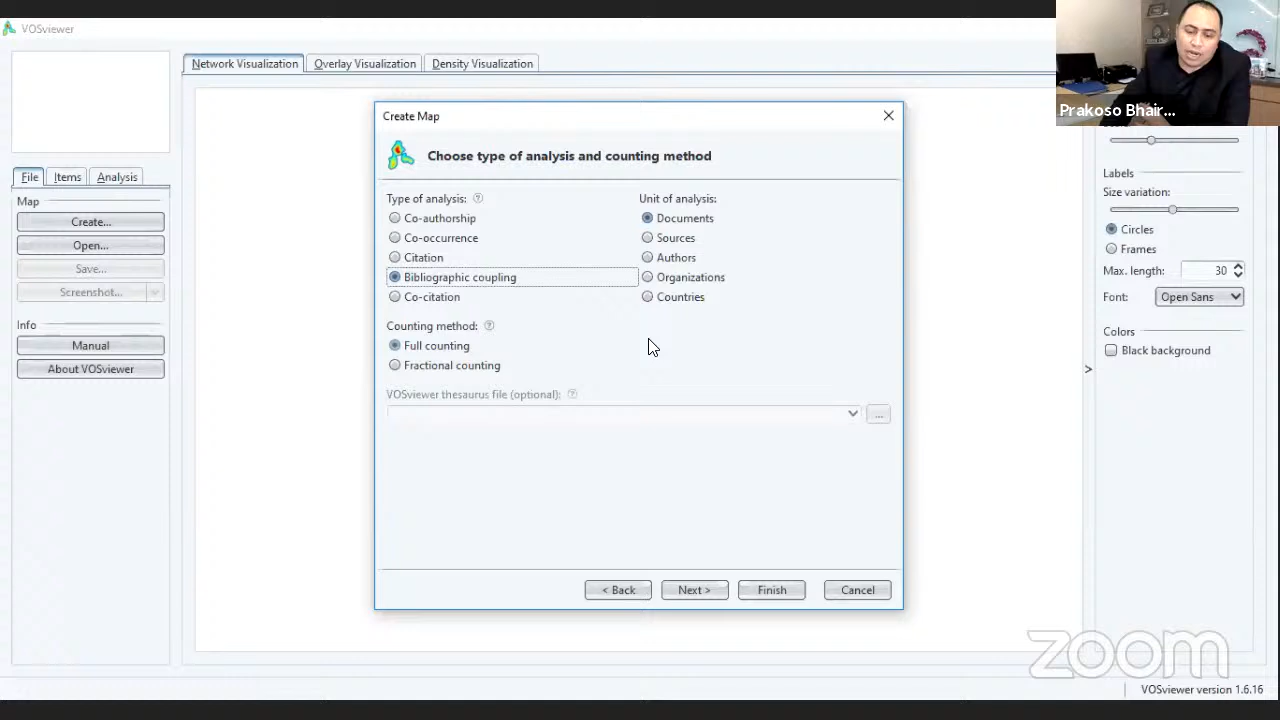 VOSviewer
Prakoso Bhair...
Network Visualization
Overlay Visualization
Density Visualization
File
Items
Analysis
Map
Create...
Open...
Save...
Screenshot...
Info
Manual
About VOSviewer
Create Map
Choose type of analysis and counting method
Type of analysis:
Co-authorship
Co-occurrence
Citation
Bibliographic coupling
Co-citation
Unit of analysis:
Documents
Sources
Authors
Organizations
Countries
Counting method:
Full counting
Fractional counting
VOSviewer thesaurus file (optional):
...
< Back
Next >
Finish
Cancel
Labels
Size variation:
Circles
Frames
Max. length: 30
Font: Open Sans
Colors
Black background
>
zoom
VOSviewer version 1.6.16